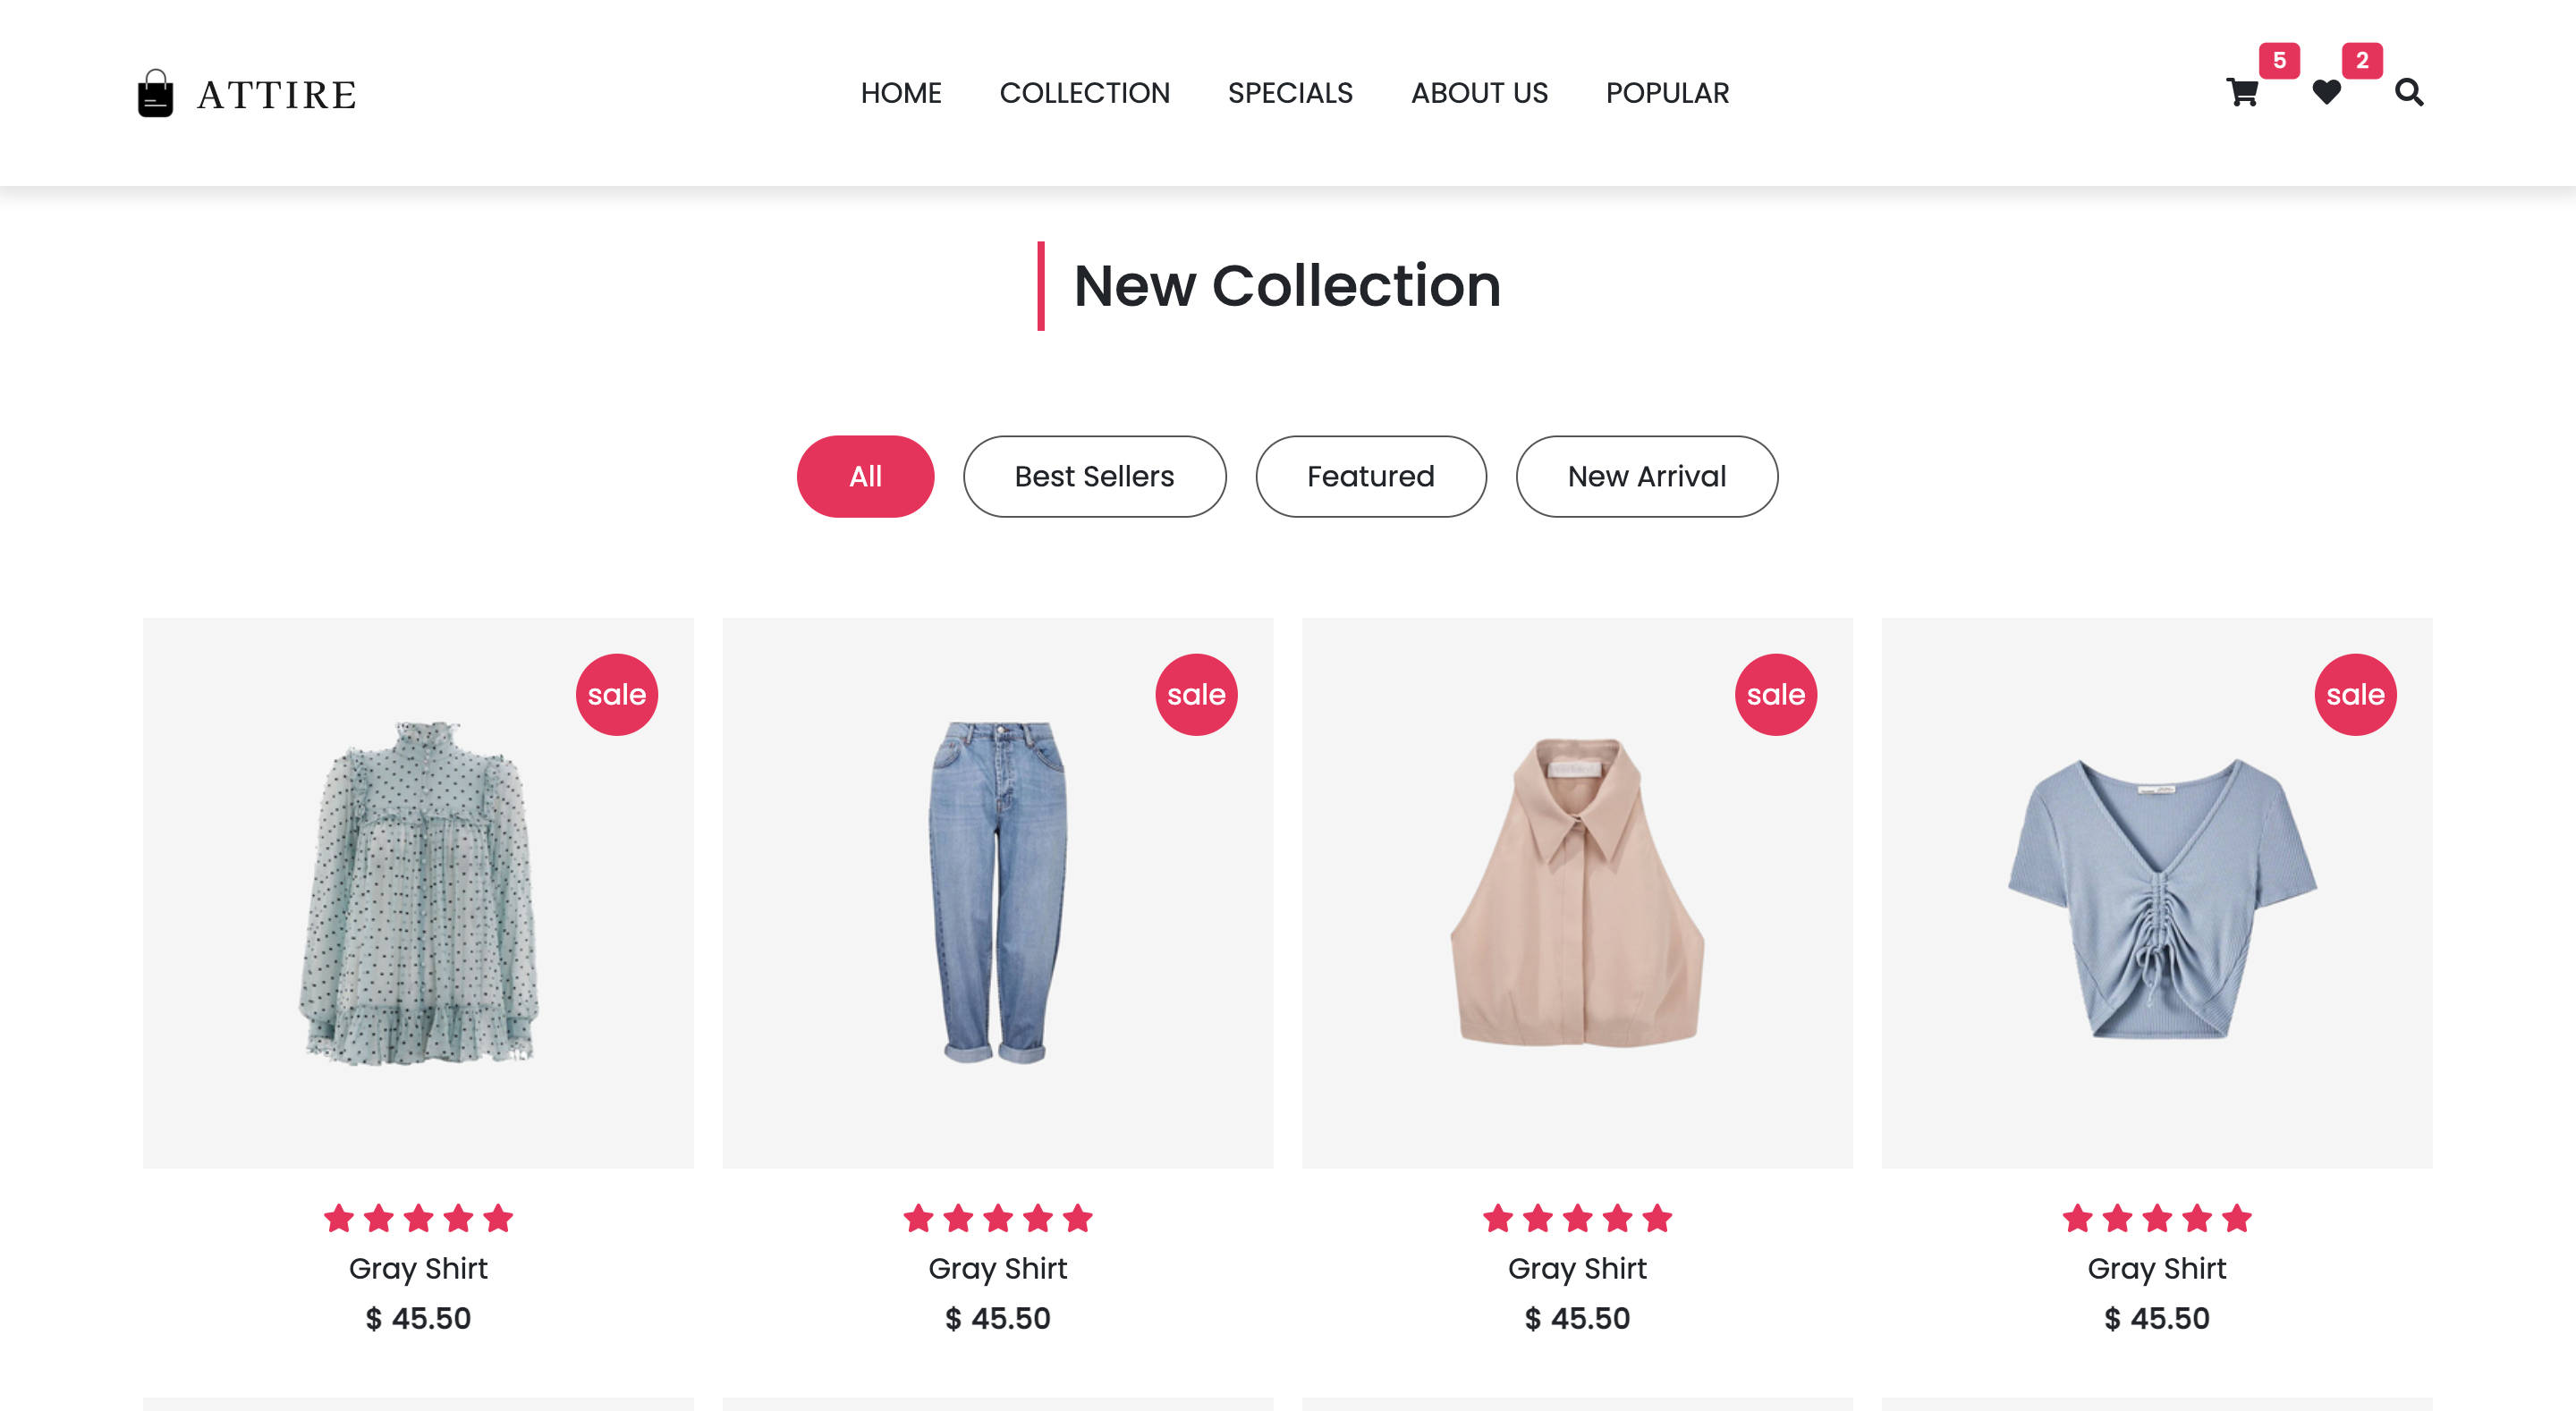 ATTIRE
HOME COLLECTION SPECIALS ABOUT US POPULAR
5 2
New Collection
All Best Sellers Featured New Arrival
sale sale sale sale
Gray Shirt Gray Shirt Gray Shirt Gray Shirt
$ 45.50 $ 45.50 $ 45.50 $ 45.50